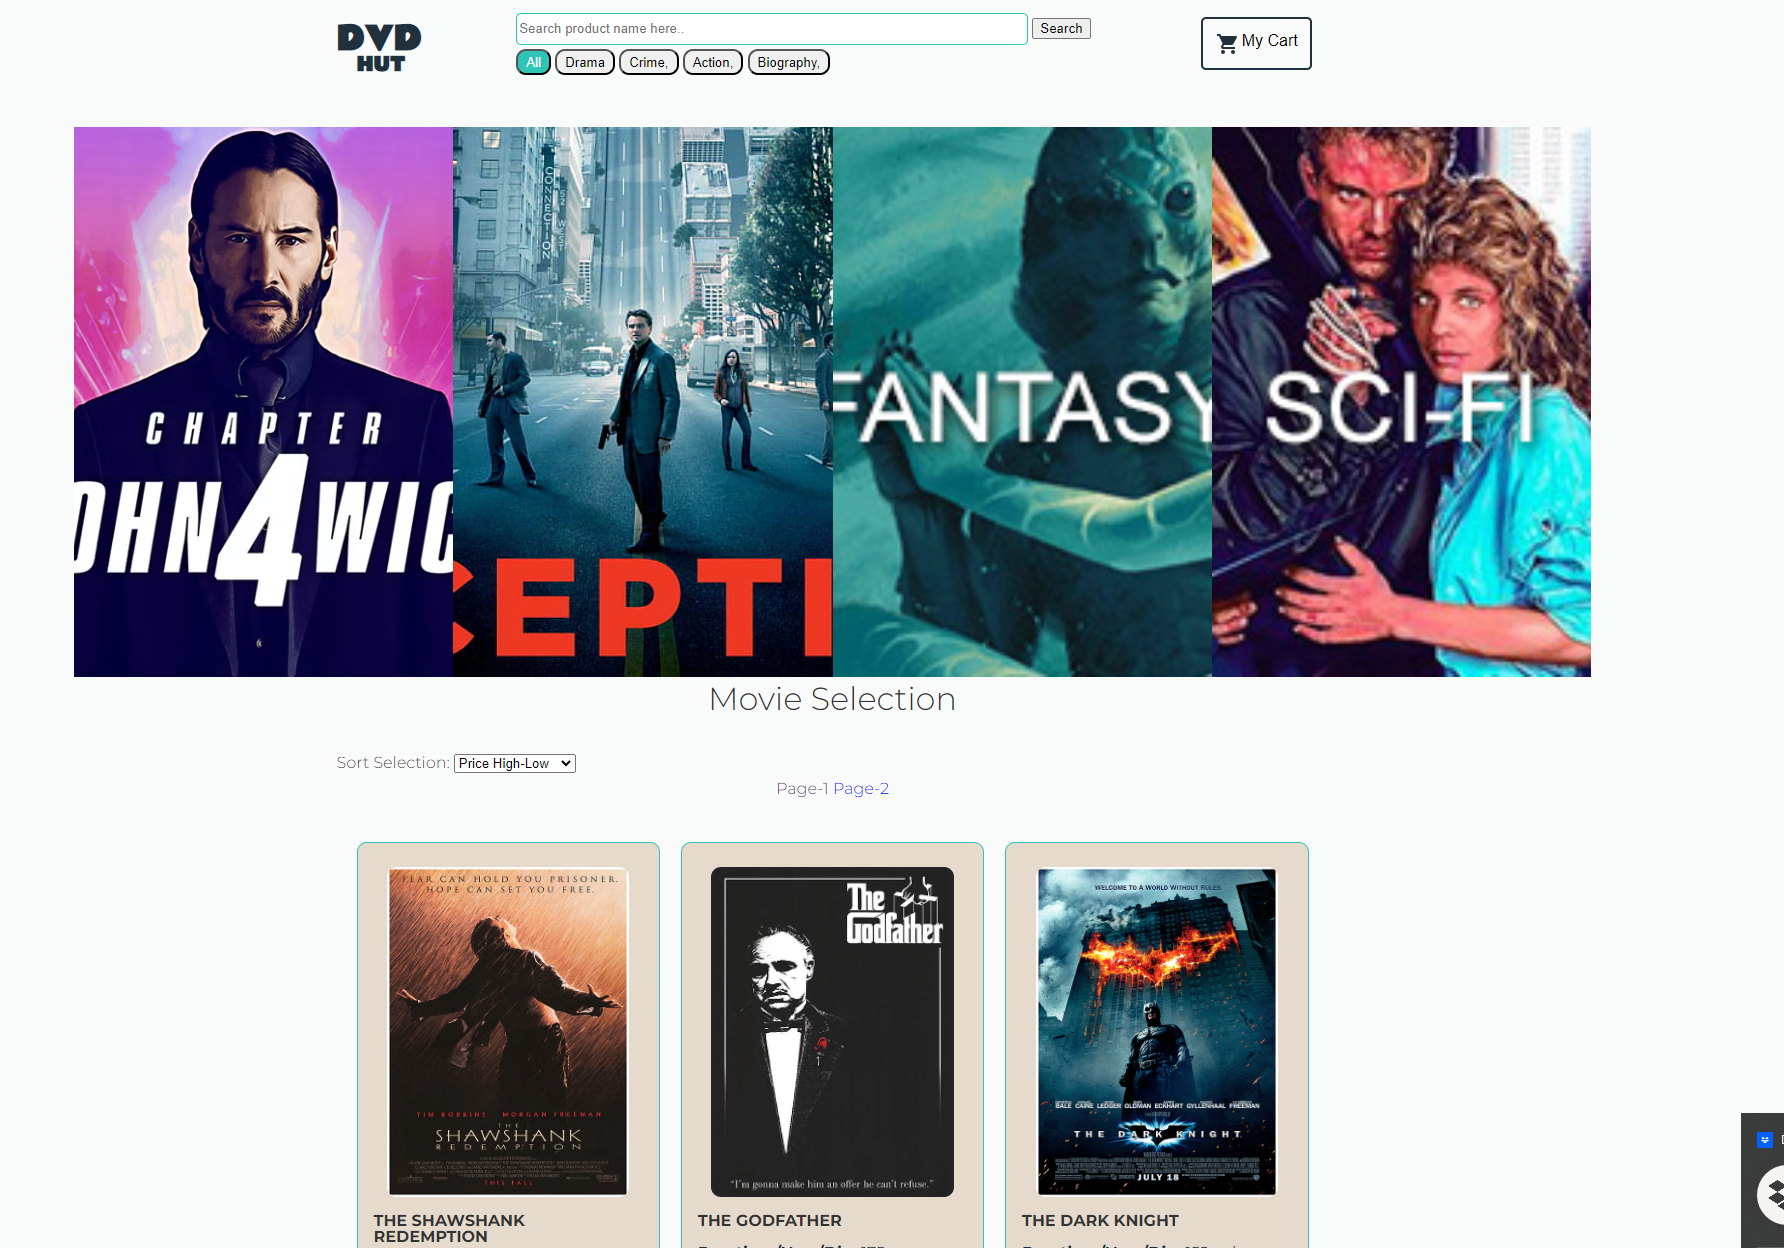 DVD
HUT
Search product name here..
Search
My Cart
All
Drama
Crime,
Action,
Biography,
CONNECTION
CHAPTER
OHN 4 WIC
CEPTI
FANTASY
SCI-FI
Movie Selection
Sort Selection:
Price High-Low
Page-1 Page-2
FEAR CAN HOLD YOU PRISONER.
HOPE CAN SET YOU FREE.
TIM ROBBINS MORGAN FREEMAN
THE
SHAWSHANK
REDEMPTION
THIS FALL
The
Godfather
"I'm gonna make him an offer he can't refuse."
WELCOME TO A WORLD WITHOUT RULES.
BALE CAINE LEDGER OLDMAN ECKHART GYLLENHAAL FREEMAN
THE DARK KNIGHT
JULY 18
THE SHAWSHANK
REDEMPTION
THE GODFATHER
THE DARK KNIGHT